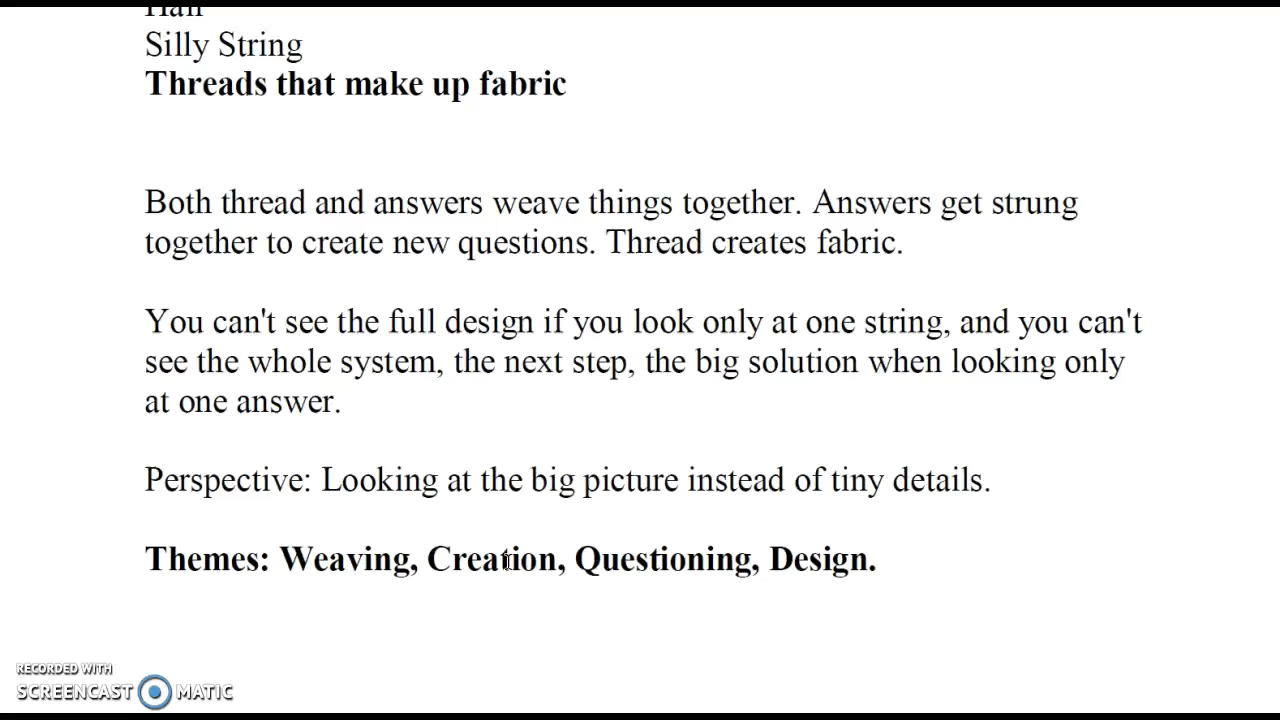 Hair
Silly String
Threads that make up fabric
Both thread and answers weave things together. Answers get strung
together to create new questions. Thread creates fabric.
You can't see the full design if you look only at one string, and you can't
see the whole system, the next step, the big solution when looking only
at one answer.
Perspective: Looking at the big picture instead of tiny details.
Themes: Weaving, Creation, Questioning, Design.
RECORDED WITH
SCREENCAST MATIC